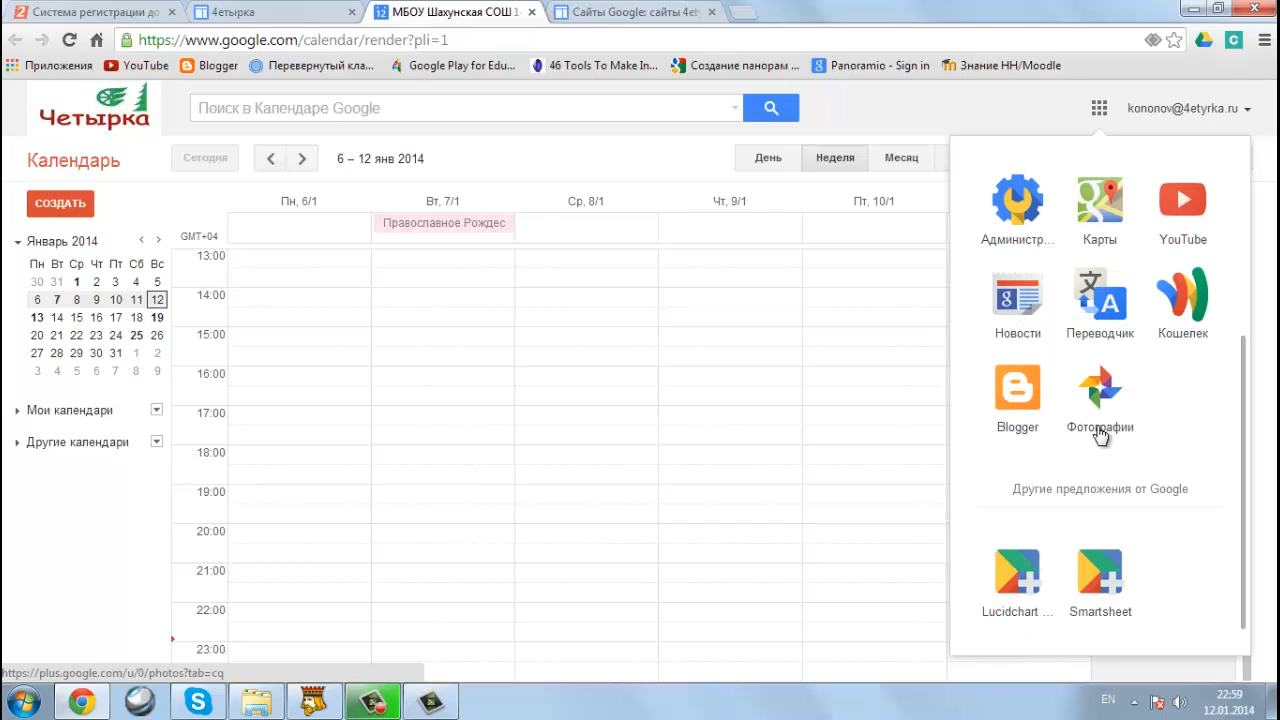 Система регистрации до
4етырка
МБОУ Шахунская СОШ
Сайты Google: сайты 4ety
https://www.google.com/calendar/render?pli=1
Приложения
YouTube
Blogger
Перевернутый кла...
Google Play for Edu...
46 Tools To Make In...
Создание панорам ...
Panoramio - Sign in
Знание НН/Moodle
Четырка
Поиск в Календаре Google
kononov@4etyrka.ru
Календарь
Сегодня
6 – 12 янв 2014
День
Неделя
Месяц
СОЗДАТЬ
Январь 2014
Пн Вт Ср Чт Пт Сб Вс
30 31 1 2 3 4 5
6 7 8 9 10 11 12
13 14 15 16 17 18 19
20 21 22 23 24 25 26
27 28 29 30 31 1 2
3 4 5 6 7 8 9
Мои календари
Другие календари
Пн, 6/1
Вт, 7/1
Ср, 8/1
Чт, 9/1
Пт, 10/1
GMT+04
Православное Рождес
13:00
14:00
15:00
16:00
17:00
18:00
19:00
20:00
21:00
22:00
23:00
Администр...
Карты
YouTube
Новости
Переводчик
Кошелек
Blogger
Фотографии
Другие предложения от Google
Lucidchart ...
Smartsheet
https://plus.google.com/u/0/photos?tab=cq
EN
22:59
12.01.2014